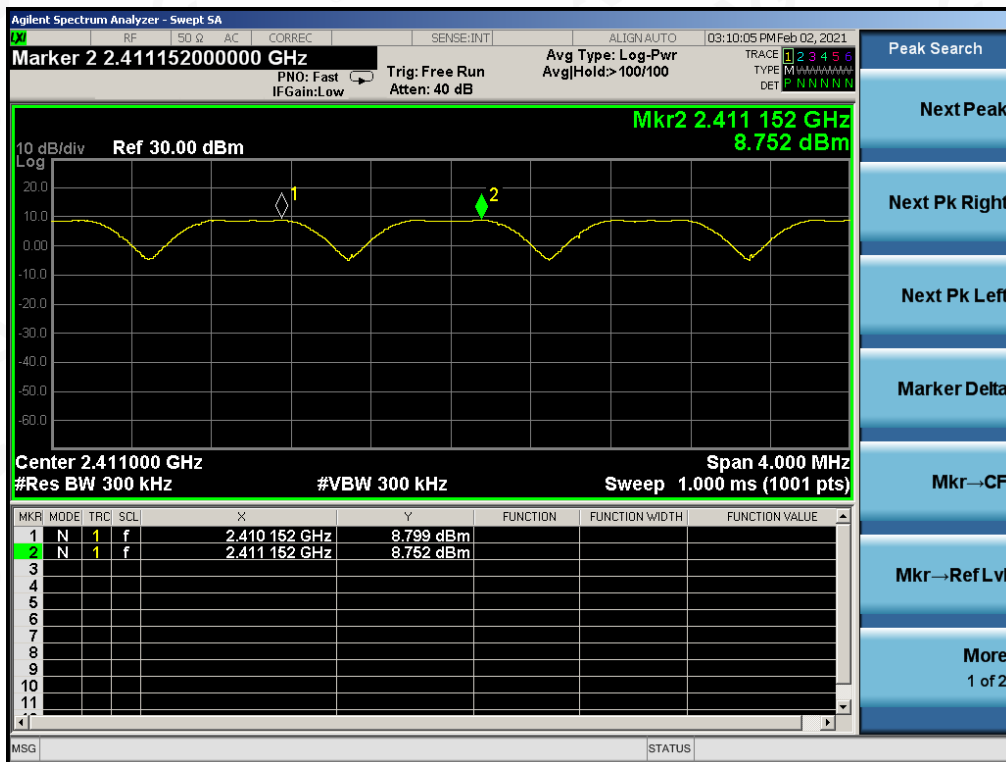 Agilent Spectrum Analyzer - Swept SA
LXI RF 50 Ω AC CORREC SENSE:INT ALIGN AUTO 03:10:05 PM Feb 02, 2021
Marker 2 2.411152000000 GHz
PNO: Fast
IFGain:Low
Trig: Free Run
Atten: 40 dB
Avg Type: Log-Pwr
Avg|Hold:>100/100
TRACE 1 2 3 4 5 6
TYPE M
DET P N N N N N
Peak Search
Next Peak
Next Pk Right
Next Pk Left
Marker Delta
Mkr→CF
Mkr→Ref Lvl
More
1 of 2
Mkr2 2.411 152 GHz
8.752 dBm
10 dB/div Ref 30.00 dBm
Log
20.0
10.0
0.00
-10.0
-20.0
-30.0
-40.0
-50.0
-60.0
1
2
Center 2.411000 GHz Span 4.000 MHz
#Res BW 300 kHz #VBW 300 kHz Sweep 1.000 ms (1001 pts)
MKR MODE TRC SCL X Y FUNCTION FUNCTION WIDTH FUNCTION VALUE
1 N 1 f 2.410 152 GHz 8.799 dBm
2 N 1 f 2.411 152 GHz 8.752 dBm
3
4
5
6
7
8
9
10
11
MSG STATUS